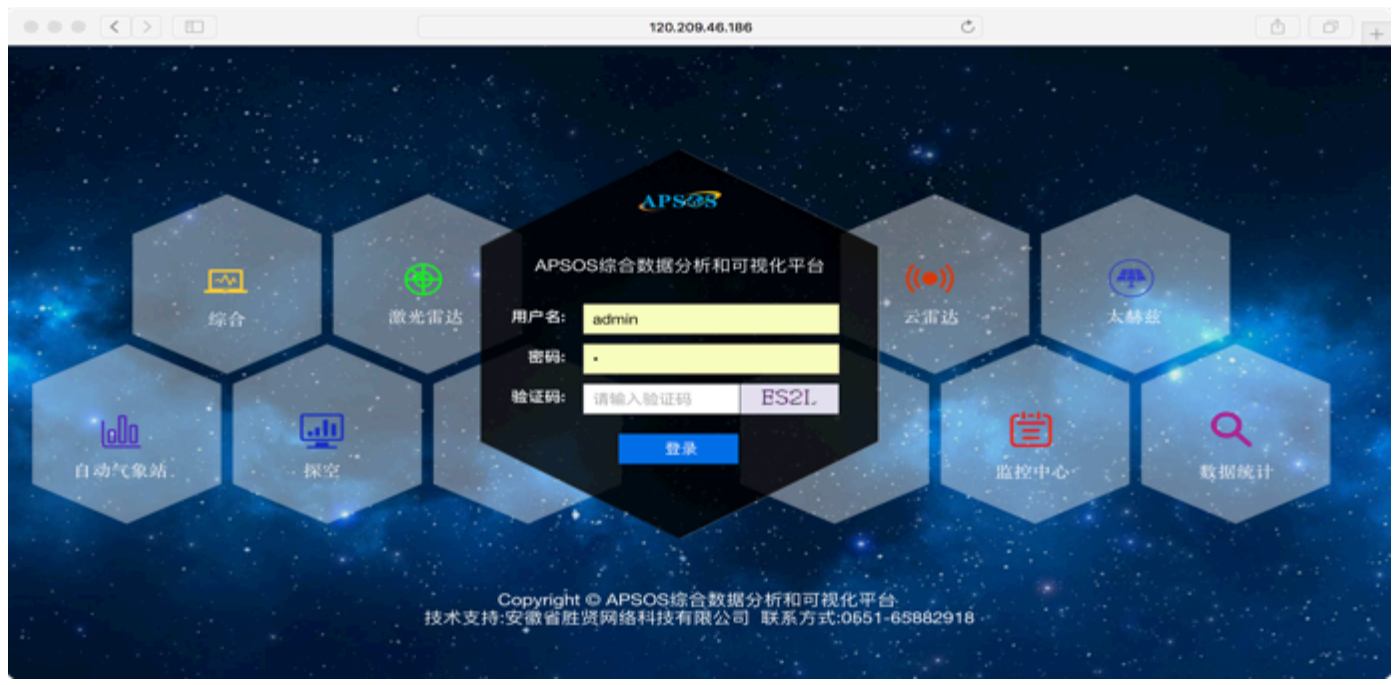 120.209.46.186
APSOS
APSOS综合数据分析和可视化平台
综合
激光雷达
用户名:
admin
云雷达
太赫兹
密码:
•
验证码:
请输入验证码
ES2L
登录
自动气象站
探空
监控中心
数据统计
Copyright © APSOS综合数据分析和可视化平台
技术支持:安徽省胜贤网络科技有限公司 联系方式:0551-65882918